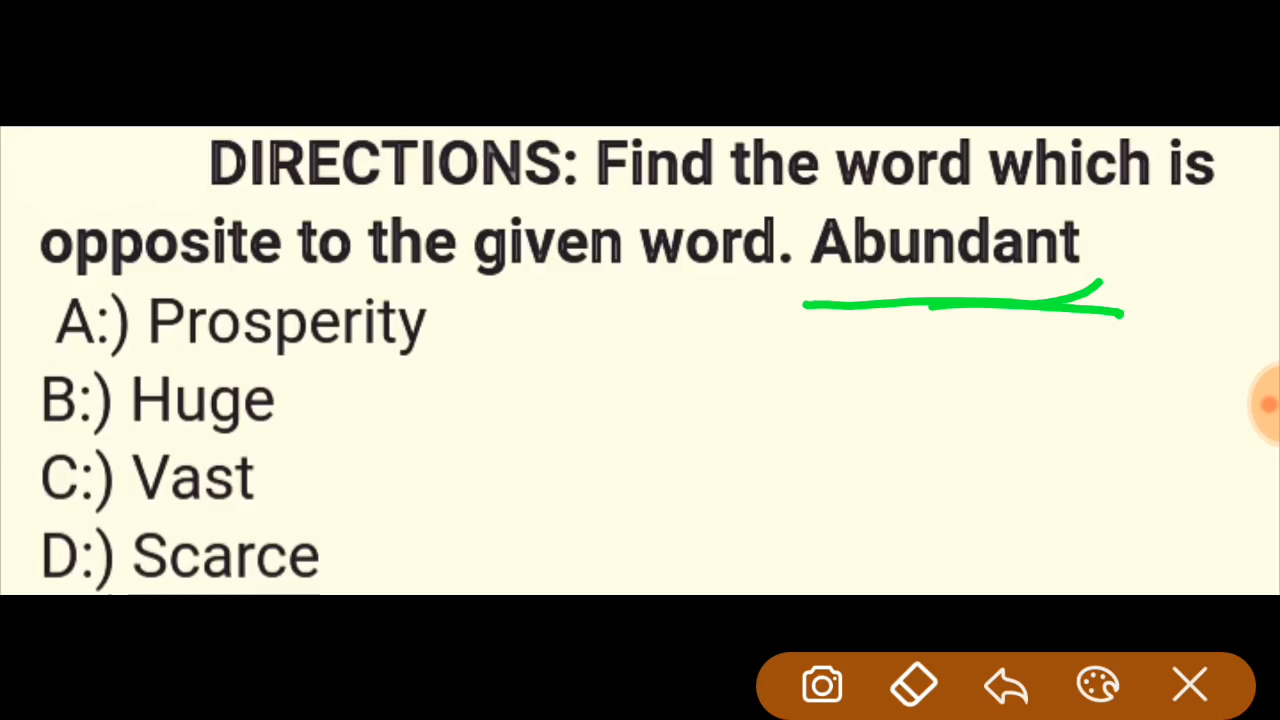 DIRECTIONS: Find the word which is
opposite to the given word. Abundant
A:) Prosperity
B:) Huge
C:) Vast
D:) Scarce